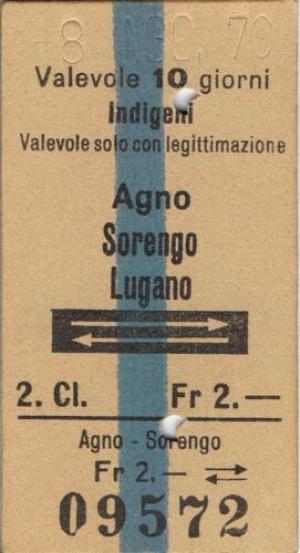 -8 AGO. 70
Valevole 10 giorni
Indigeni
Valevole solo con legittimazione
Agno
Sorengo
Lugano
2. Cl. Fr 2.—
Agno - Sorengo
Fr 2.—
09572